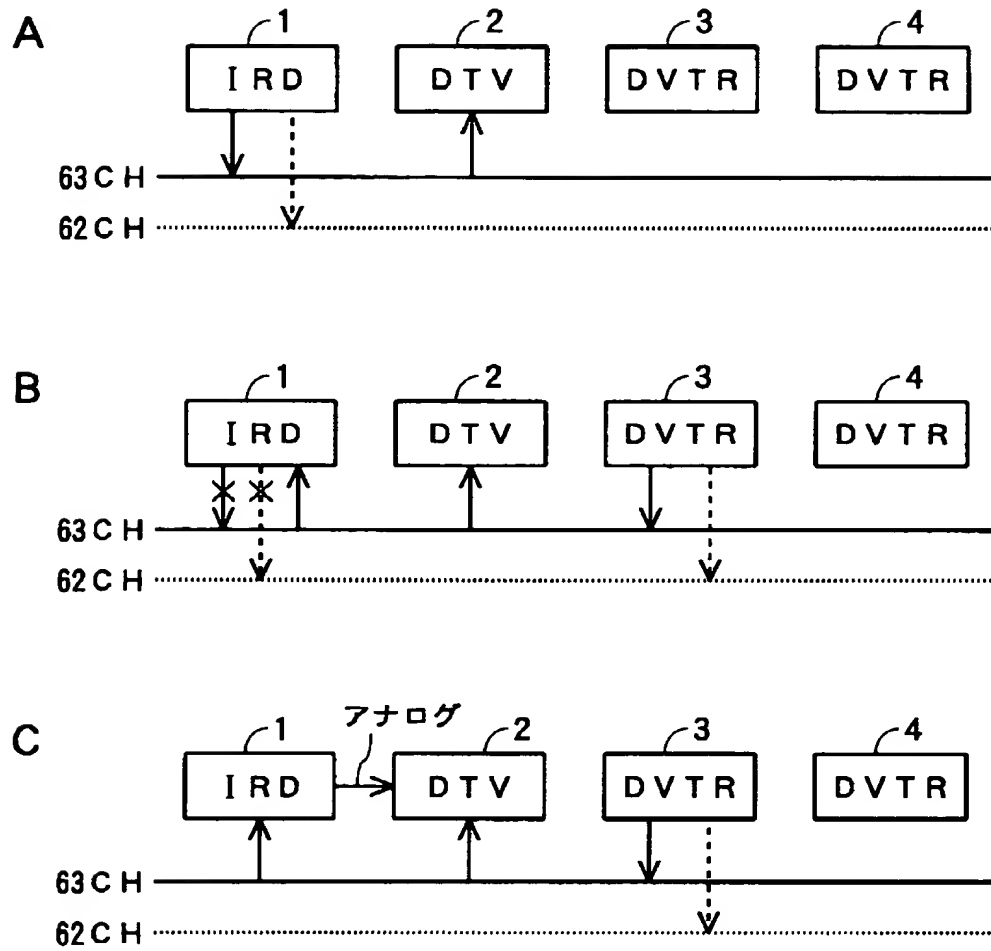 A
1 2 3 4
IRD DTV DVTR DVTR
63CH
62CH
B
1 2 3 4
IRD DTV DVTR DVTR
63CH
62CH
C
アナログ
1 2 3 4
IRD DTV DVTR DVTR
63CH
62CH